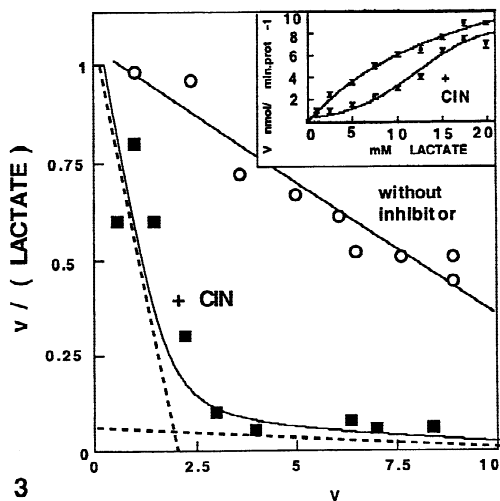 10
8
6
4
2
V nmol/ min.prot -1
+
CIN
0 5 10 15 20
mM LACTATE
1
0.75
0.5
0.25
v / ( LACTATE )
without
inhibitor
+ CIN
0 2.5 5 7.5 10
V
3